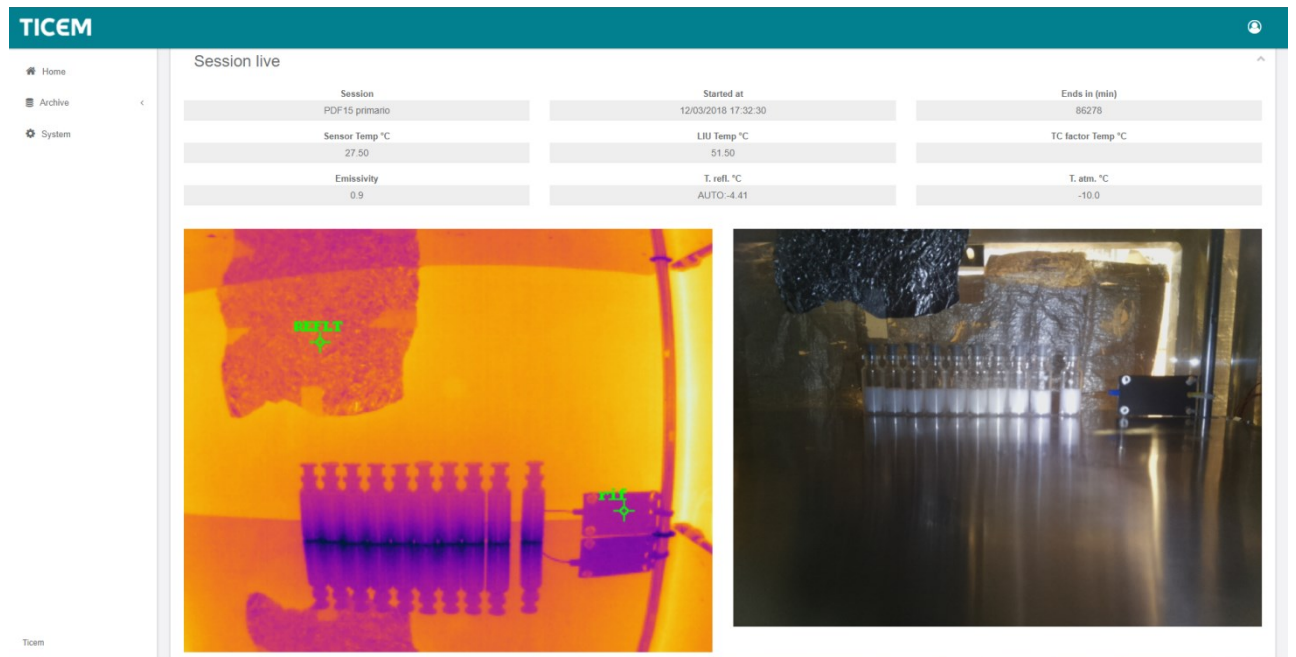 TICEM
Home
Archive
System
Session live
Session Started at Ends in (min)
PDF15 primario 12/03/2018 17:32:30 86278
Sensor Temp °C LIU Temp °C TC factor Temp °C
27.50 51.50
Emissivity T. refl. °C T. atm. °C
0.9 AUTO:-4.41 -10.0
REFLT
rif
Ticem